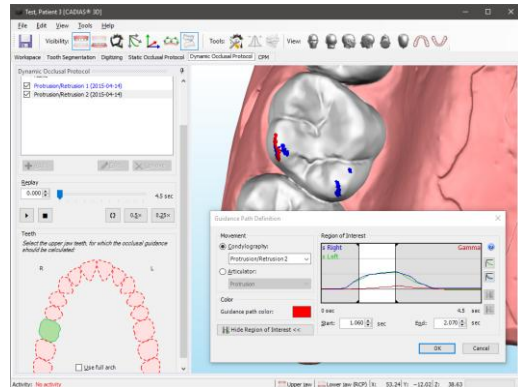 Test, Patient 3 [CADIAS® 3D]
File Edit View Tools Help
Visibility: Tools: View
Workspace Tooth Segmentation Digitizing Static Occlusal Protocol Dynamic Occlusal Protocol CPM
Dynamic Occlusal Protocol
Protrusion/Retrusion 1 (2015-04-14)
Protrusion/Retrusion 2 (2015-04-14)
Replay
0.000 4.5 sec
0.5× 0.25×
Teeth
Select the upper jaw teeth, for which the occlusal guidance
should be calculated:
R L
Use full arch
Guidance Path Definition
Movement
Condylography:
Protrusion/Retrusion 2
Articulator:
Protrusion
Color
Guidance path color:
Hide Region of Interest <<
Region of Interest
s Right Gamma
s Left
0 sec 4.5 sec
Start: 1.060 sec End: 2.070 sec
OK Cancel
Activity: No activity
Upper jaw Lower jaw (RCP) X: 53.24 Y: -12.02 Z: 38.63